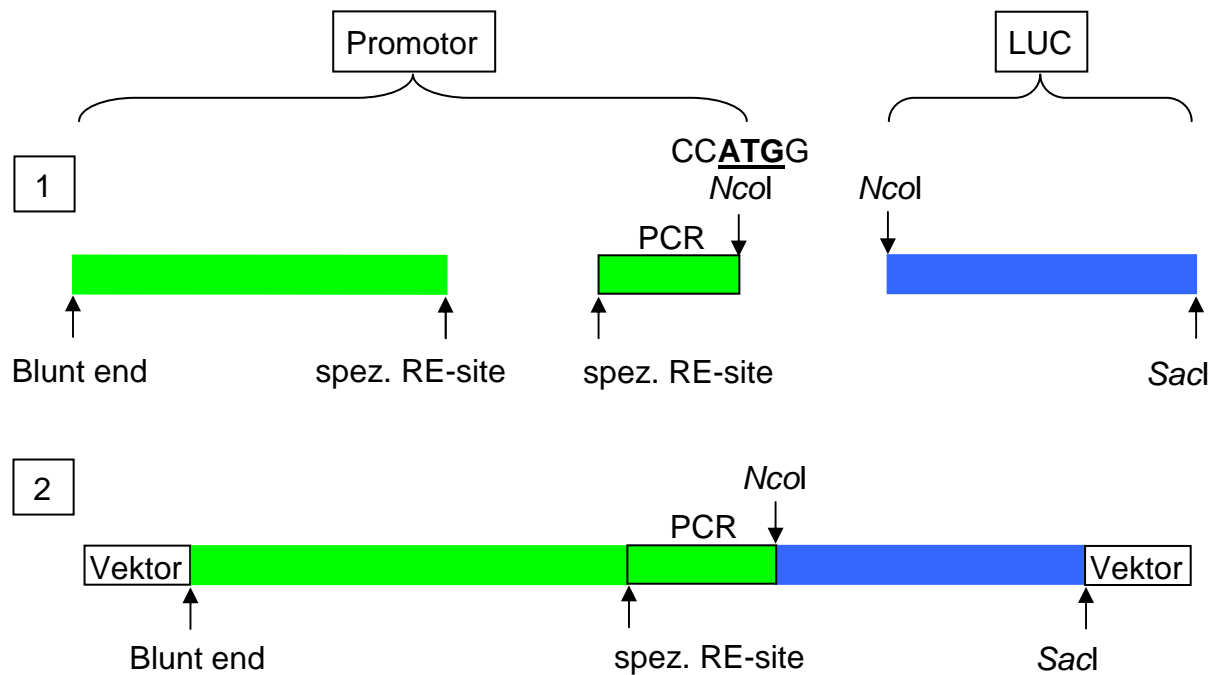 Promotor
LUC
CCATGG
1
NcoI
NcoI
PCR
Blunt end
spez. RE-site
spez. RE-site
SacI
2
NcoI
PCR
Vektor
Vektor
Blunt end
spez. RE-site
SacI